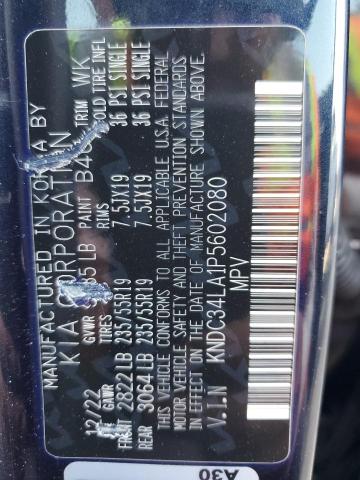 MANUFACTURED IN KOREA BY
KIA CORPORATION
12/22 GVWR 5 LB PAINT TRIM WK
GAWR TIRES RIMS COLD TIRE INFL
FRONT 2822LB 235/55R19 7.5JX19 36 PSI SINGLE
REAR 3064LB 235/55R19 7.5JX19 36 PSI SINGLE
THIS VEHICLE CONFORMS TO ALL APPLICABLE U.S.A. FEDERAL
MOTOR VEHICLE SAFETY AND THEFT PREVENTION STANDARDS
IN EFFECT ON THE DATE OF MANUFACTURE SHOWN ABOVE.
V.I.N : KNDC34LA1P5602080
MPV
A30